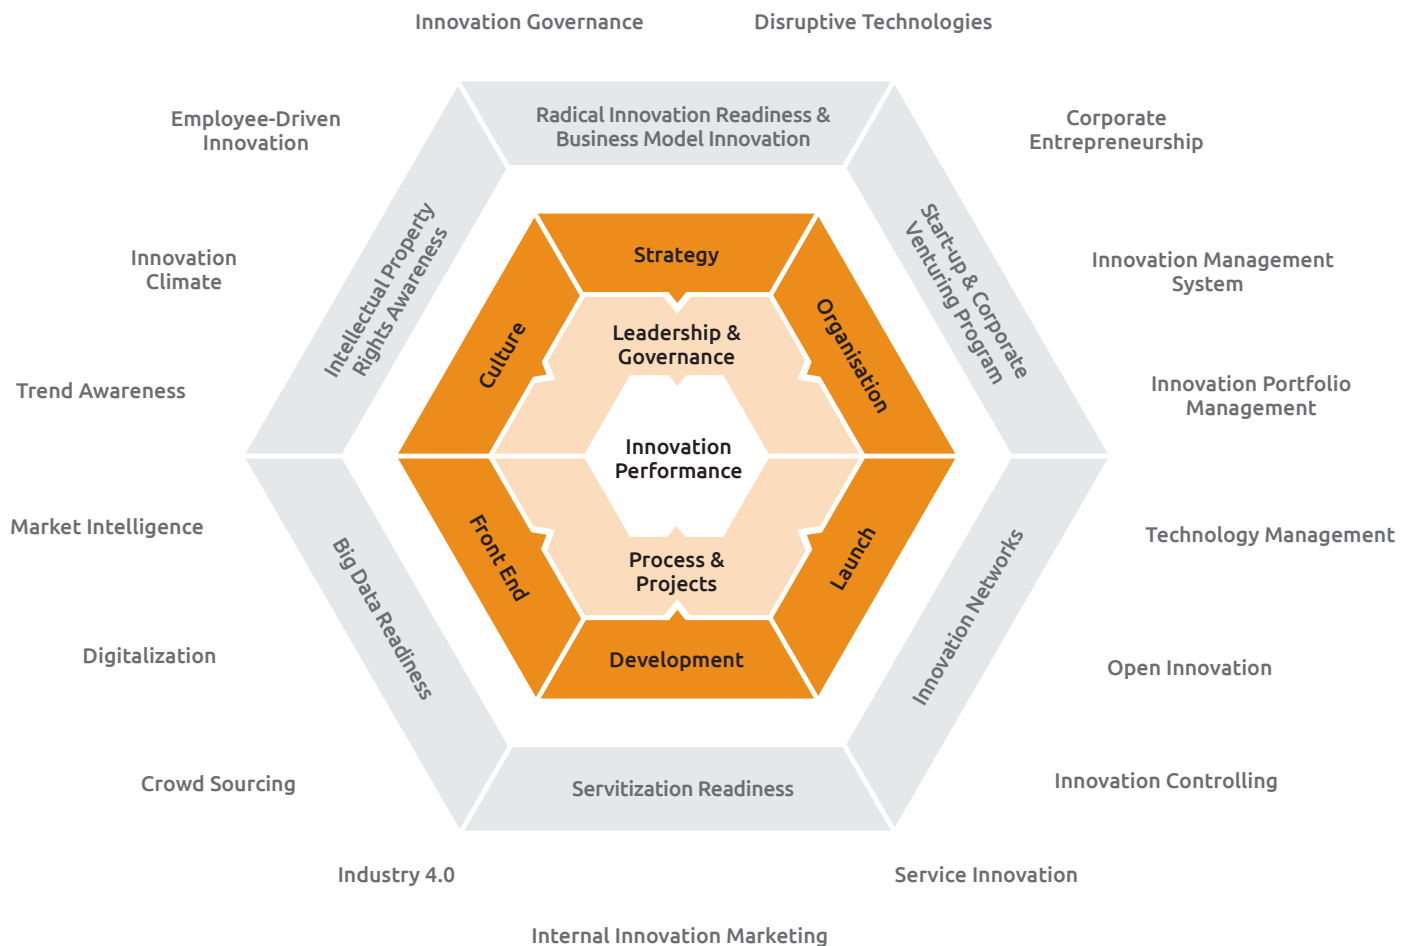 Innovation Governance
Disruptive Technologies
Employee-Driven
Innovation
Radical Innovation Readiness &
Business Model Innovation
Corporate
Entrepreneurship
Innovation
Climate
Intellectual Property
Rights Awareness
Strategy
Start-up & Corporate
Venturing Program
Innovation Management
System
Culture
Leadership &
Governance
Organisation
Trend Awareness
Innovation Portfolio
Management
Innovation
Performance
Market Intelligence
Big Data Readiness
Front End
Process &
Projects
Launch
Innovation Networks
Technology Management
Digitalization
Development
Open Innovation
Crowd Sourcing
Servitization Readiness
Innovation Controlling
Industry 4.0
Service Innovation
Internal Innovation Marketing